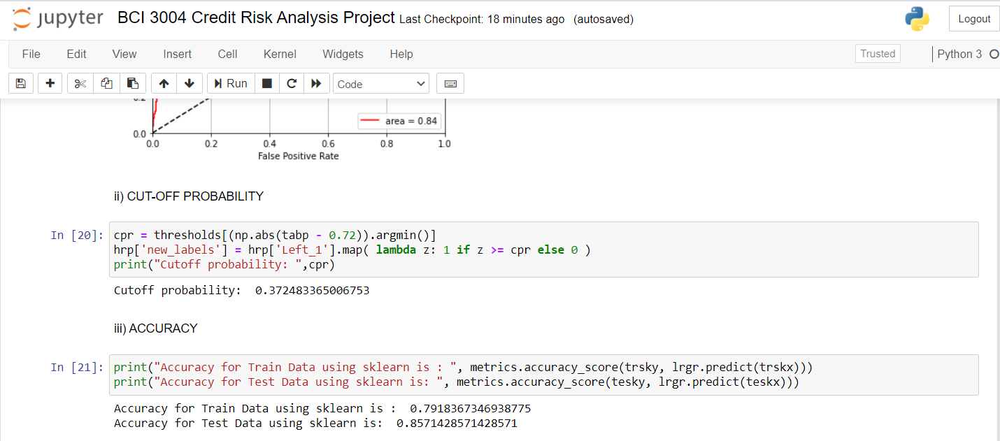 jupyter BCI 3004 Credit Risk Analysis Project Last Checkpoint: 18 minutes ago (autosaved) Logout
File Edit View Insert Cell Kernel Widgets Help Trusted Python 3
Run Code
0.2
area = 0.84
0.0
0.0 0.2 0.4 0.6 0.8 1.0
False Positive Rate
ii) CUT-OFF PROBABILITY
In [20]: cpr = thresholds[(np.abs(tabp - 0.72)).argmin()]
hrp['new_labels'] = hrp['Left_1'].map( lambda z: 1 if z >= cpr else 0 )
print("Cutoff probability: ",cpr)
Cutoff probability:  0.372483365006753
iii) ACCURACY
In [21]: print("Accuracy for Train Data using sklearn is : ", metrics.accuracy_score(trsky, lrgr.predict(trskx)))
print("Accuracy for Test Data using sklearn is: ", metrics.accuracy_score(tesky, lrgr.predict(teskx)))
Accuracy for Train Data using sklearn is :  0.7918367346938775
Accuracy for Test Data using sklearn is:  0.8571428571428571